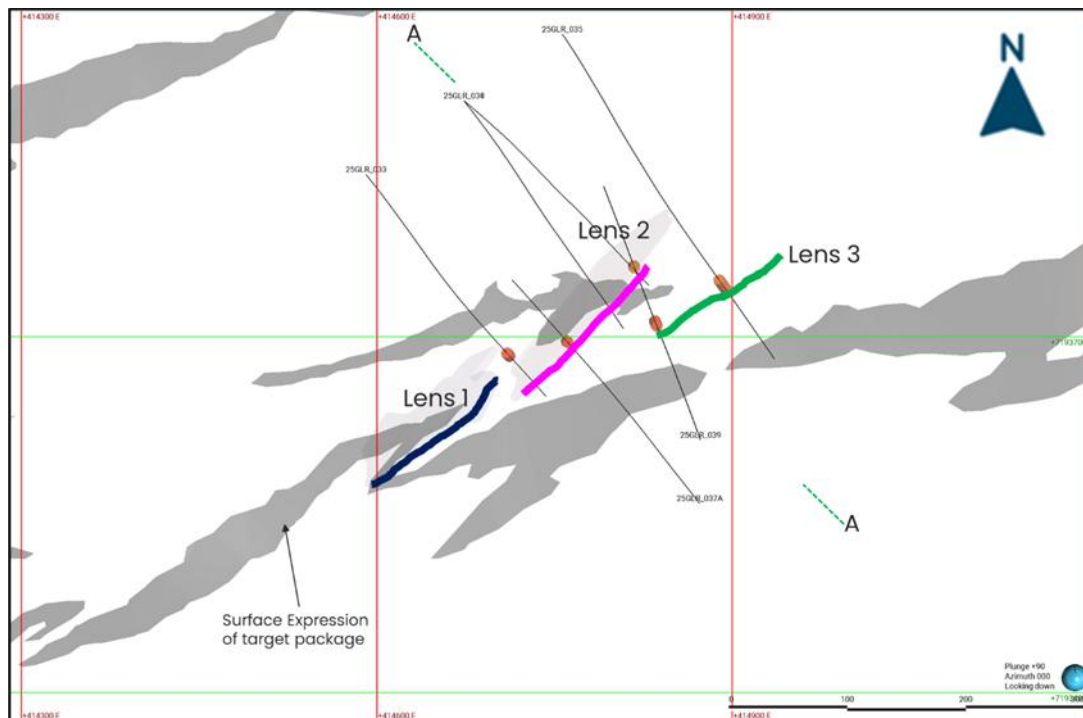 +414300 E
+414600 E
+414900 E
A
25GLR_035
N
25GLR_038
25GLR_033
Lens 2
Lens 3
Lens 1
25GLR_039
25GLR_037A
A
Surface Expression
of target package
Plunge +90
Azimuth 000
Looking down
0
100
200
+414300 E
+414600 E
+414900 E